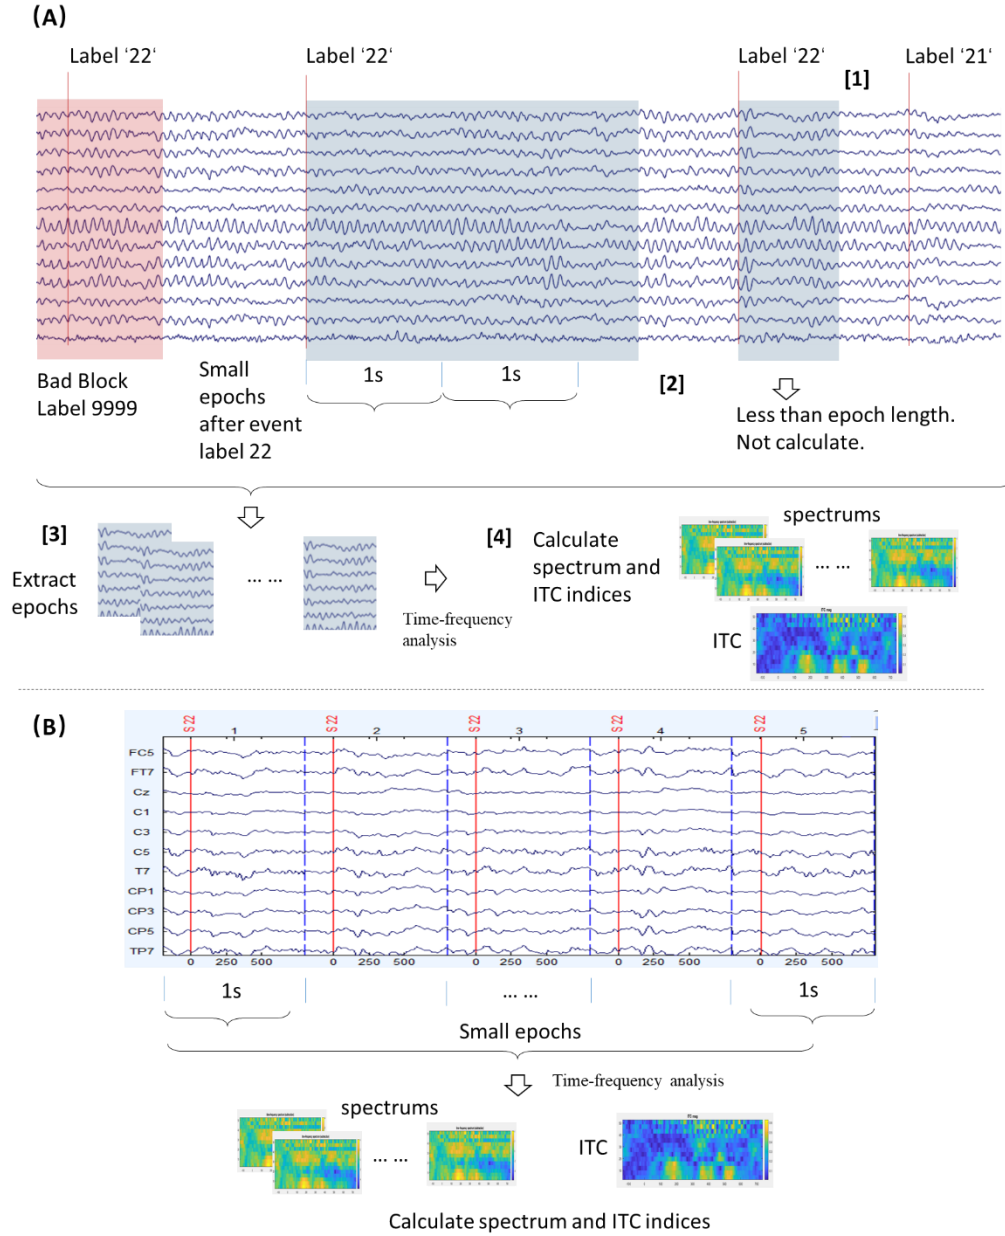 (A)
Label ‘22‘
Label ‘22‘
Label ‘22‘
[1]
Label ‘21‘
Bad Block
Label 9999
Small
epochs
after event
label 22
1s
1s
[2]
Less than epoch length.
Not calculate.
[3]
Extract
epochs
... ...
Time-frequency
analysis
[4]
Calculate
spectrum and
ITC indices
spectrums
... ...
ITC
(B)
S 22
S 22
S 22
S 22
S 22
1
2
3
4
5
FC5
FT7
Cz
C1
C3
C5
T7
CP1
CP3
CP5
TP7
0 250 500 0 250 500 0 250 500 0 250 500 0 250 500
1s
... ...
1s
Small epochs
Time-frequency analysis
spectrums
... ...
ITC
Calculate spectrum and ITC indices